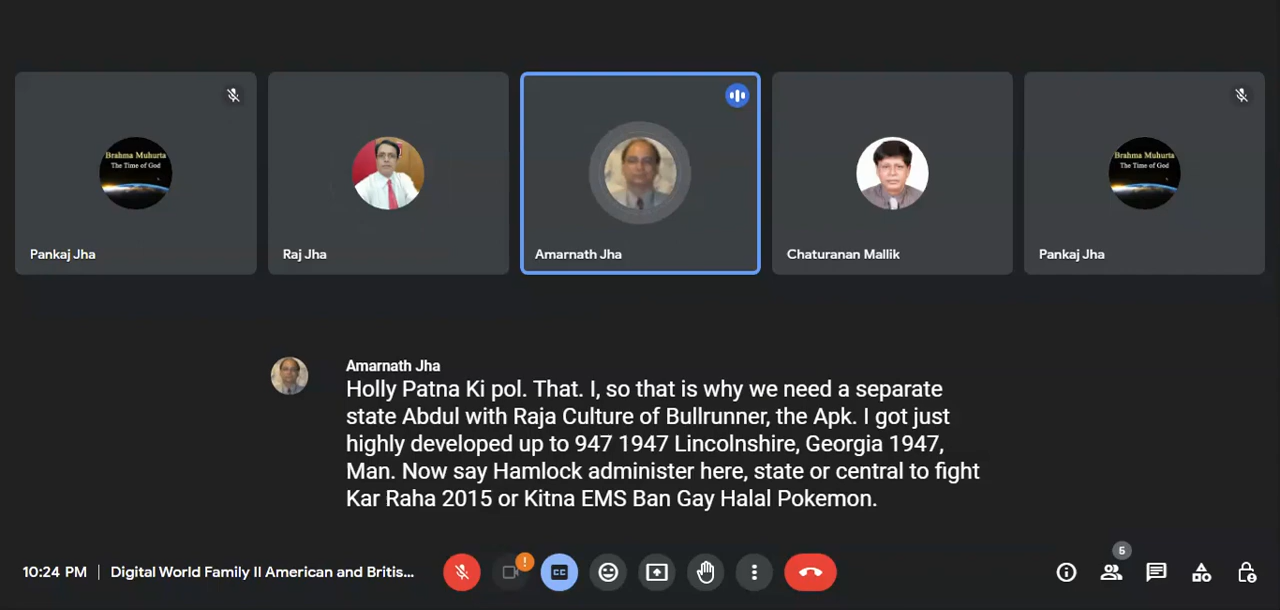 Brahma Muhurta
The Time of God
Brahma Muhurta
The Time of God
Pankaj Jha
Raj Jha
Amarnath Jha
Chaturanan Mallik
Pankaj Jha
Amarnath Jha
Holly Patna Ki pol. That. I, so that is why we need a separate
state Abdul with Raja Culture of Bullrunner, the Apk. I got just
highly developed up to 947 1947 Lincolnshire, Georgia 1947,
Man. Now say Hamlock administer here, state or central to fight
Kar Raha 2015 or Kitna EMS Ban Gay Halal Pokemon.
10:24 PM | Digital World Family II American and Britis...
CC
5